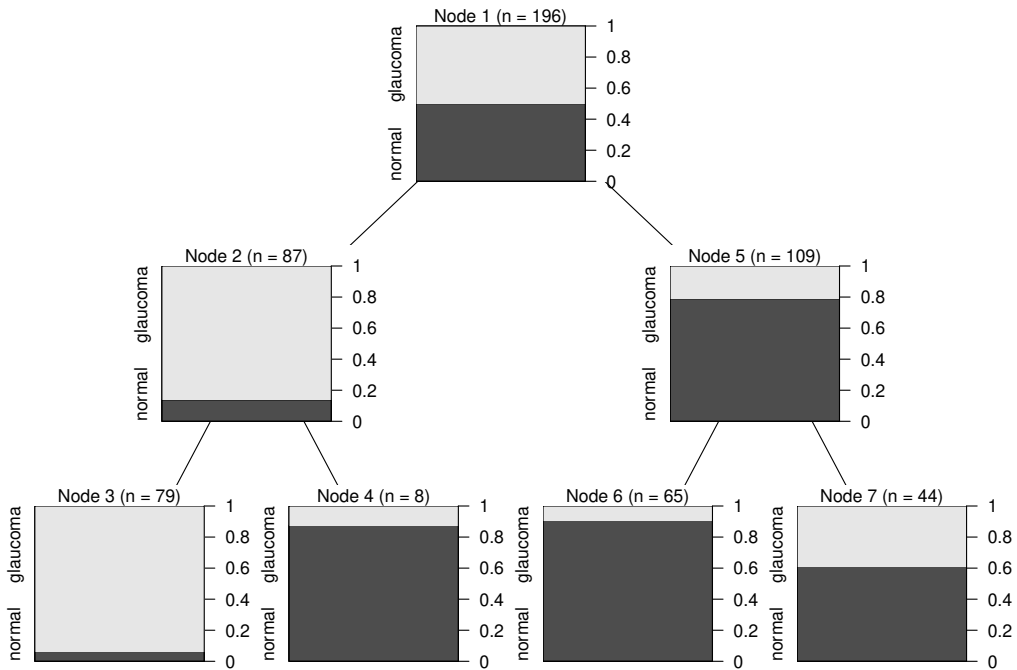 Node 1 (n = 196)
glaucoma
normal
1
0.8
0.6
0.4
0.2
0
Node 2 (n = 87)
glaucoma
normal
1
0.8
0.6
0.4
0.2
0
Node 5 (n = 109)
glaucoma
normal
1
0.8
0.6
0.4
0.2
0
Node 3 (n = 79)
glaucoma
normal
1
0.8
0.6
0.4
0.2
0
Node 4 (n = 8)
glaucoma
normal
1
0.8
0.6
0.4
0.2
0
Node 6 (n = 65)
glaucoma
normal
1
0.8
0.6
0.4
0.2
0
Node 7 (n = 44)
glaucoma
normal
1
0.8
0.6
0.4
0.2
0